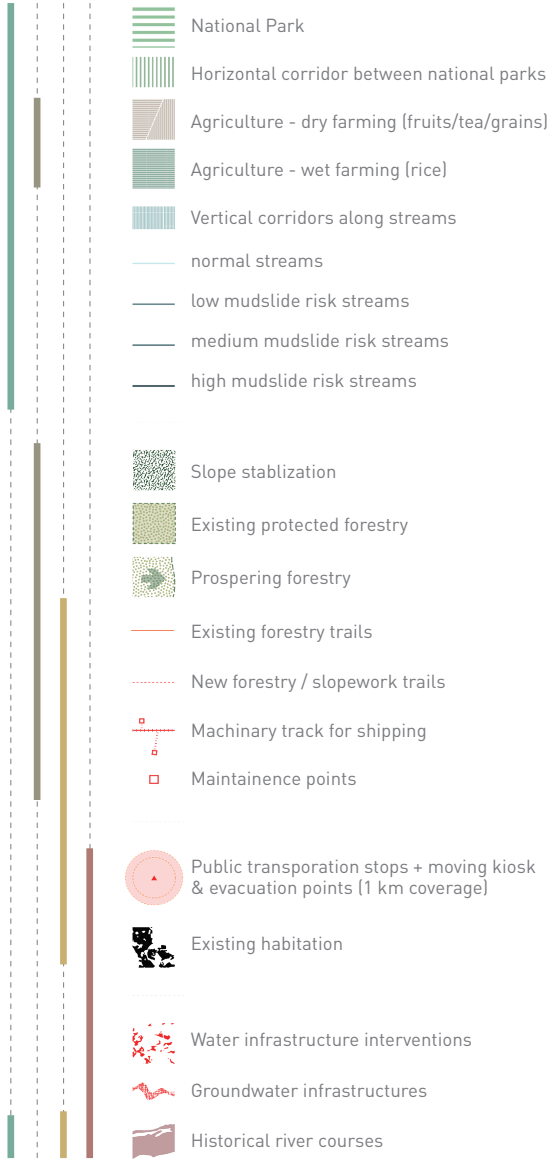 National Park
Horizontal corridor between national parks
Agriculture - dry farming (fruits/tea/grains)
Agriculture - wet farming (rice)
Vertical corridors along streams
normal streams
low mudslide risk streams
medium mudslide risk streams
high mudslide risk streams
Slope stablization
Existing protected forestry
Prospering forestry
Existing forestry trails
New forestry / slopework trails
Machinary track for shipping
Maintainence points
Public transporation stops + moving kiosk
& evacuation points (1 km coverage)
Existing habitation
Water infrastructure interventions
Groundwater infrastructures
Historical river courses